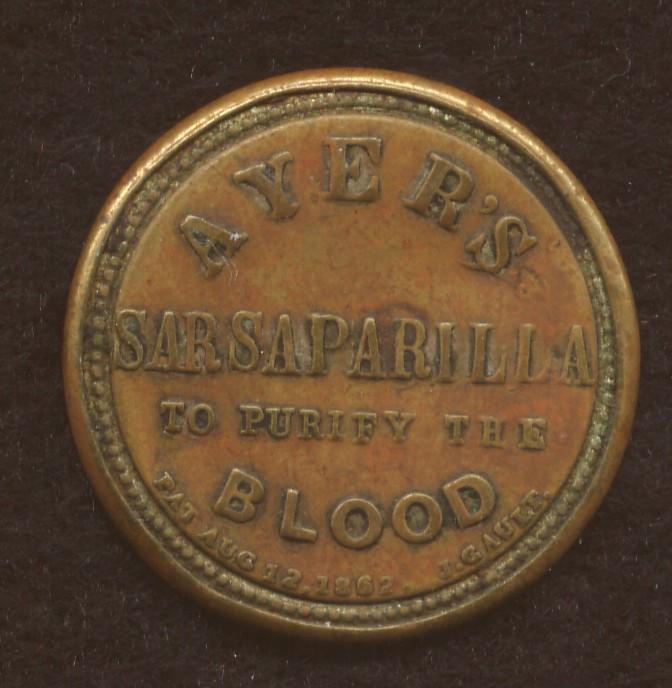 AYER'S
SARSAPARILLA
TO PURIFY THE
BLOOD
PAT AUG 12, 1862. J. GAULT.